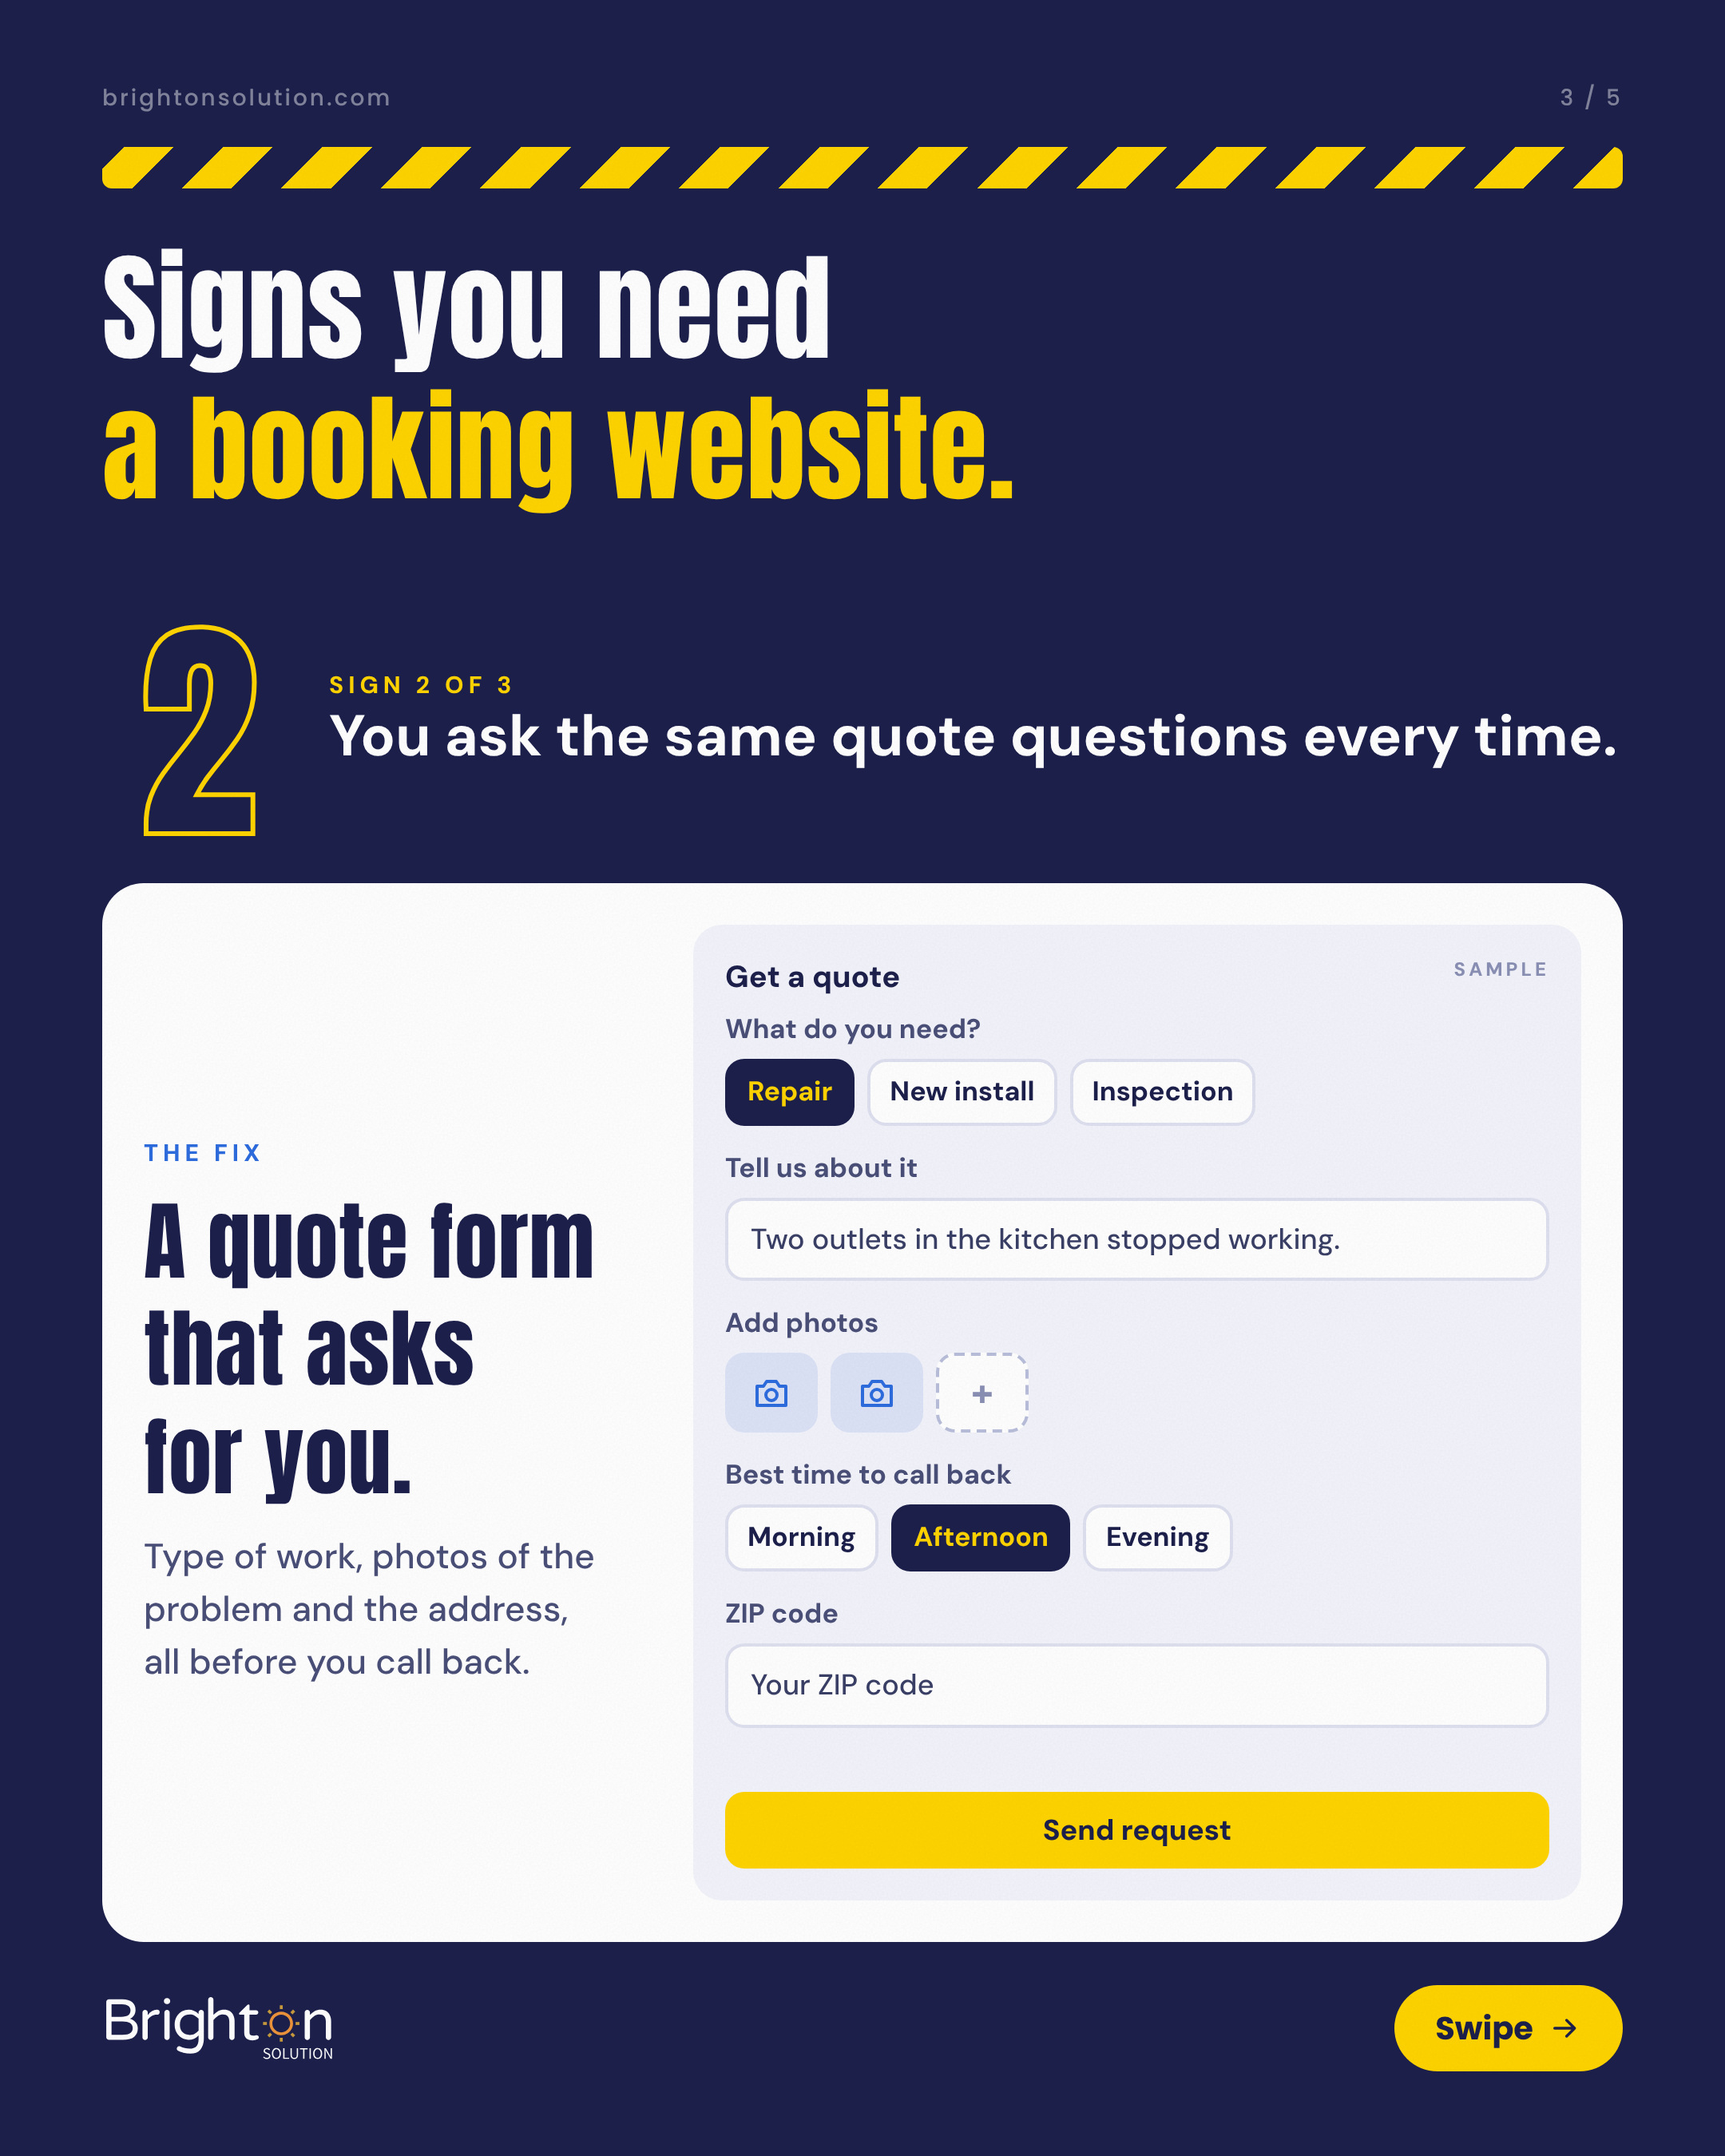 brightonsolution.com
3 / 5
Signs you need
a booking website.
2
SIGN 2 OF 3
You ask the same quote questions every time.
THE FIX
A quote form
that asks
for you.
Type of work, photos of the
problem and the address,
all before you call back.
Get a quote
SAMPLE
What do you need?
Repair
New install
Inspection
Tell us about it
Two outlets in the kitchen stopped working.
Add photos
+
Best time to call back
Morning
Afternoon
Evening
ZIP code
Your ZIP code
Send request
Brighton
SOLUTION
Swipe →